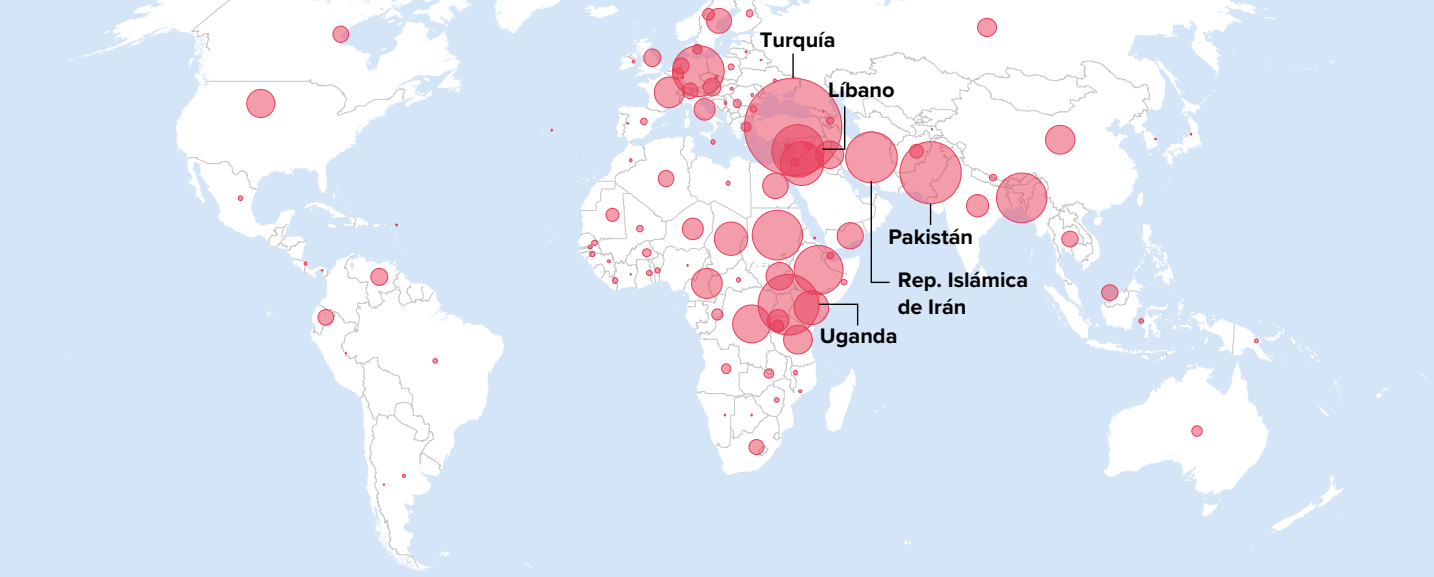 Turquía
Líbano
Pakistán
Rep. Islámica
de Irán
Uganda